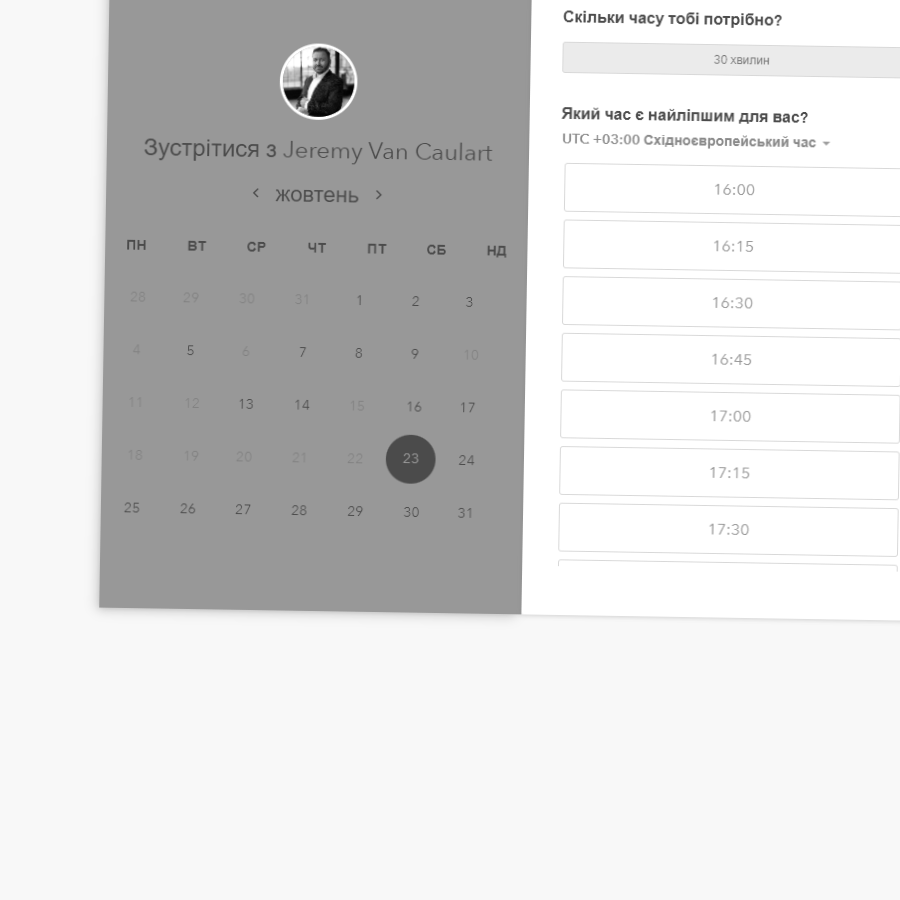 Зустрітися з Jeremy Van Caulart
жовтень
ПН ВТ СР ЧТ ПТ СБ НД
28 29 30 31 1 2 3
4 5 6 7 8 9 10
11 12 13 14 15 16 17
18 19 20 21 22 23 24
25 26 27 28 29 30 31
Скільки часу тобі потрібно?
30 хвилин
Який час є найліпшим для вас?
UTC +03:00 Східноєвропейський час
16:00
16:15
16:30
16:45
17:00
17:15
17:30